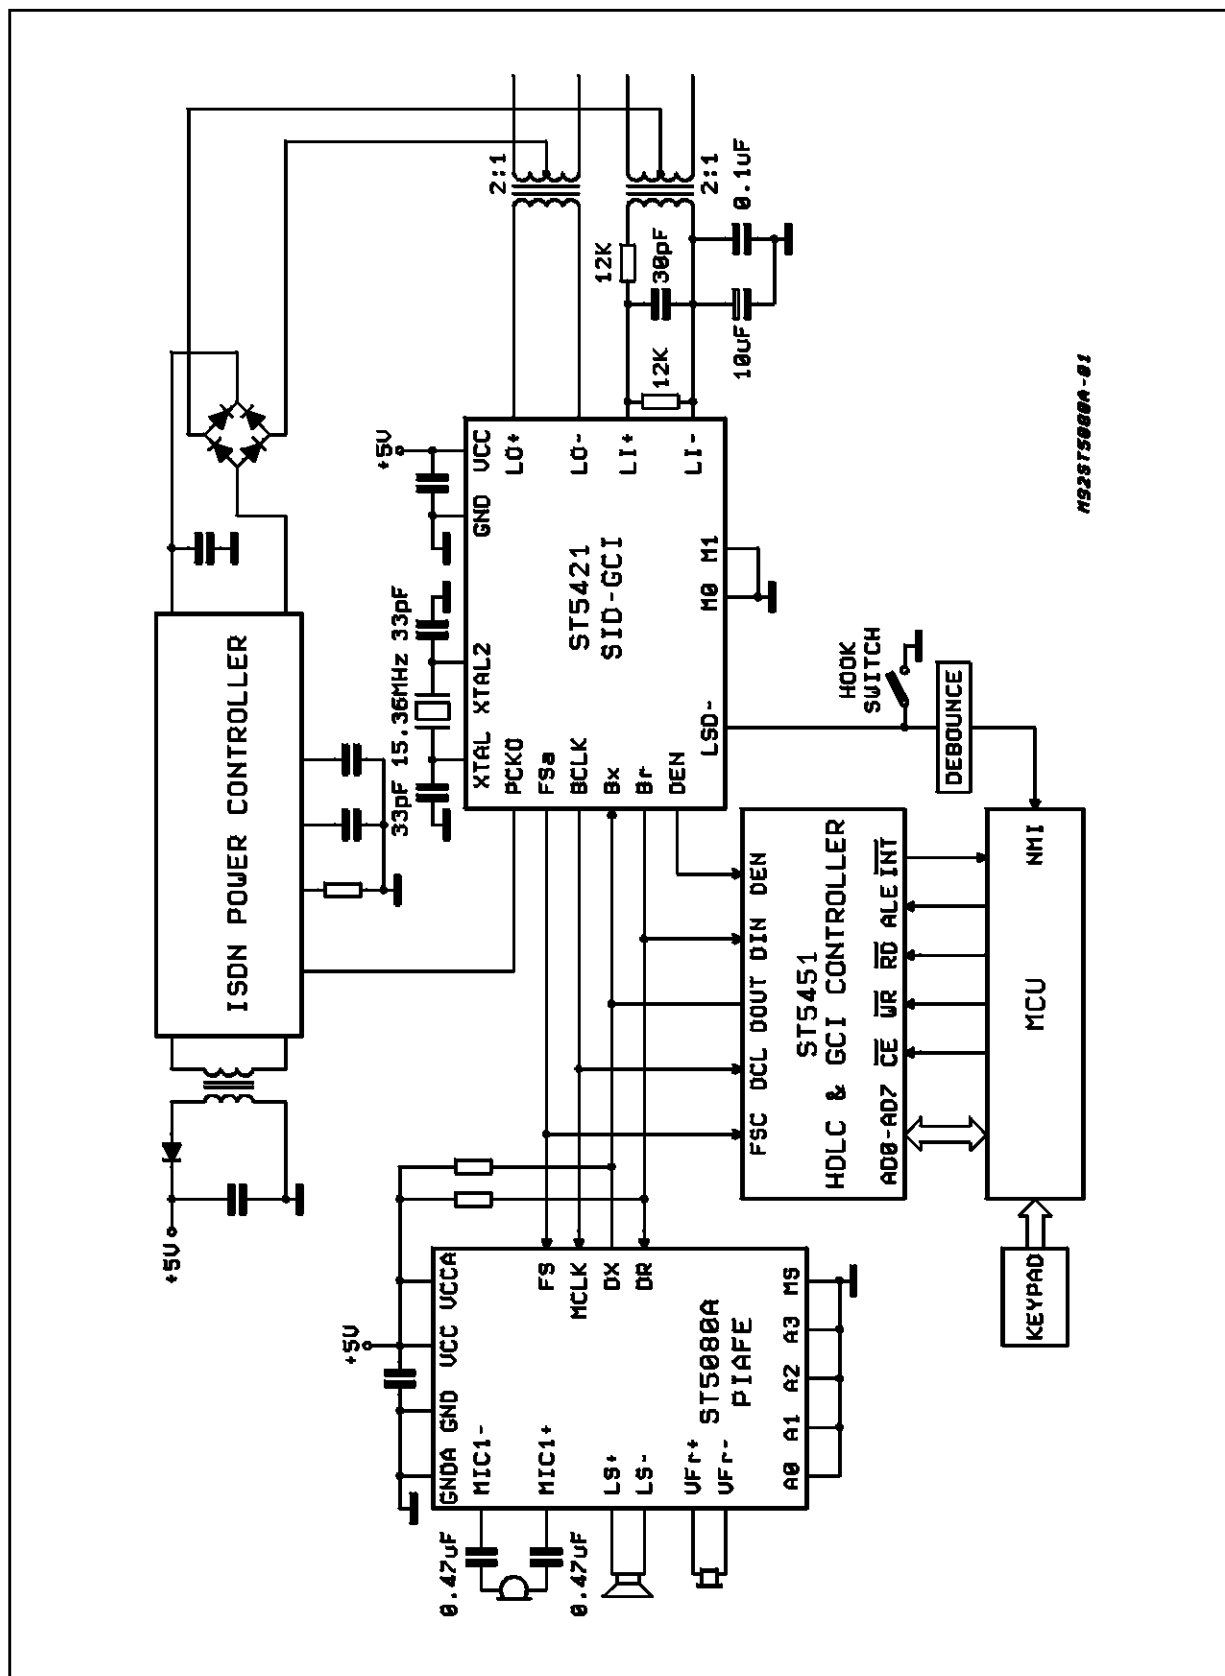 +5V
ISDN POWER CONTROLLER
+5V
GNDA GND VCC VCCA
0.47uF
MIC1-
MIC1+
0.47uF
LS+
LS-
VFr+
VFr-
FS
MCLK
DX
DR
ST5080A
PIAFE
A0 A1 A2 A3 MS
33pF 15.36MHz 33pF
+5V
XTAL XTAL2
GND VCC
PCKO
FSa
BCLK
Bx
Br
DEN
LO+
LO-
LI+
LI-
ST5421
SID-GCI
LSD-
M0 M1
2:1
12K
30pF
12K
2:1
10uF
0.1uF
FSC DCL DOUT DIN DEN
ST5451
HDLC & GCI CONTROLLER
AD0-AD7 CE WR RD ALE INT
HOOK
SWITCH
DEBOUNCE
NMI
MCU
KEYPAD
M92ST5080A-01